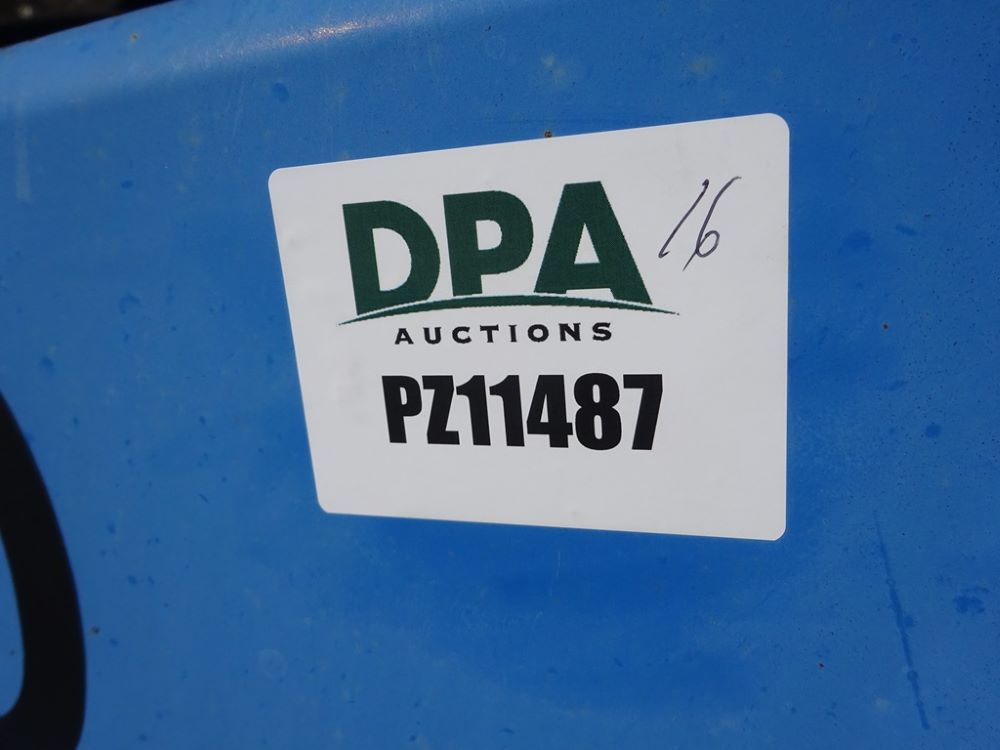 DPA
16
AUCTIONS
PZ11487